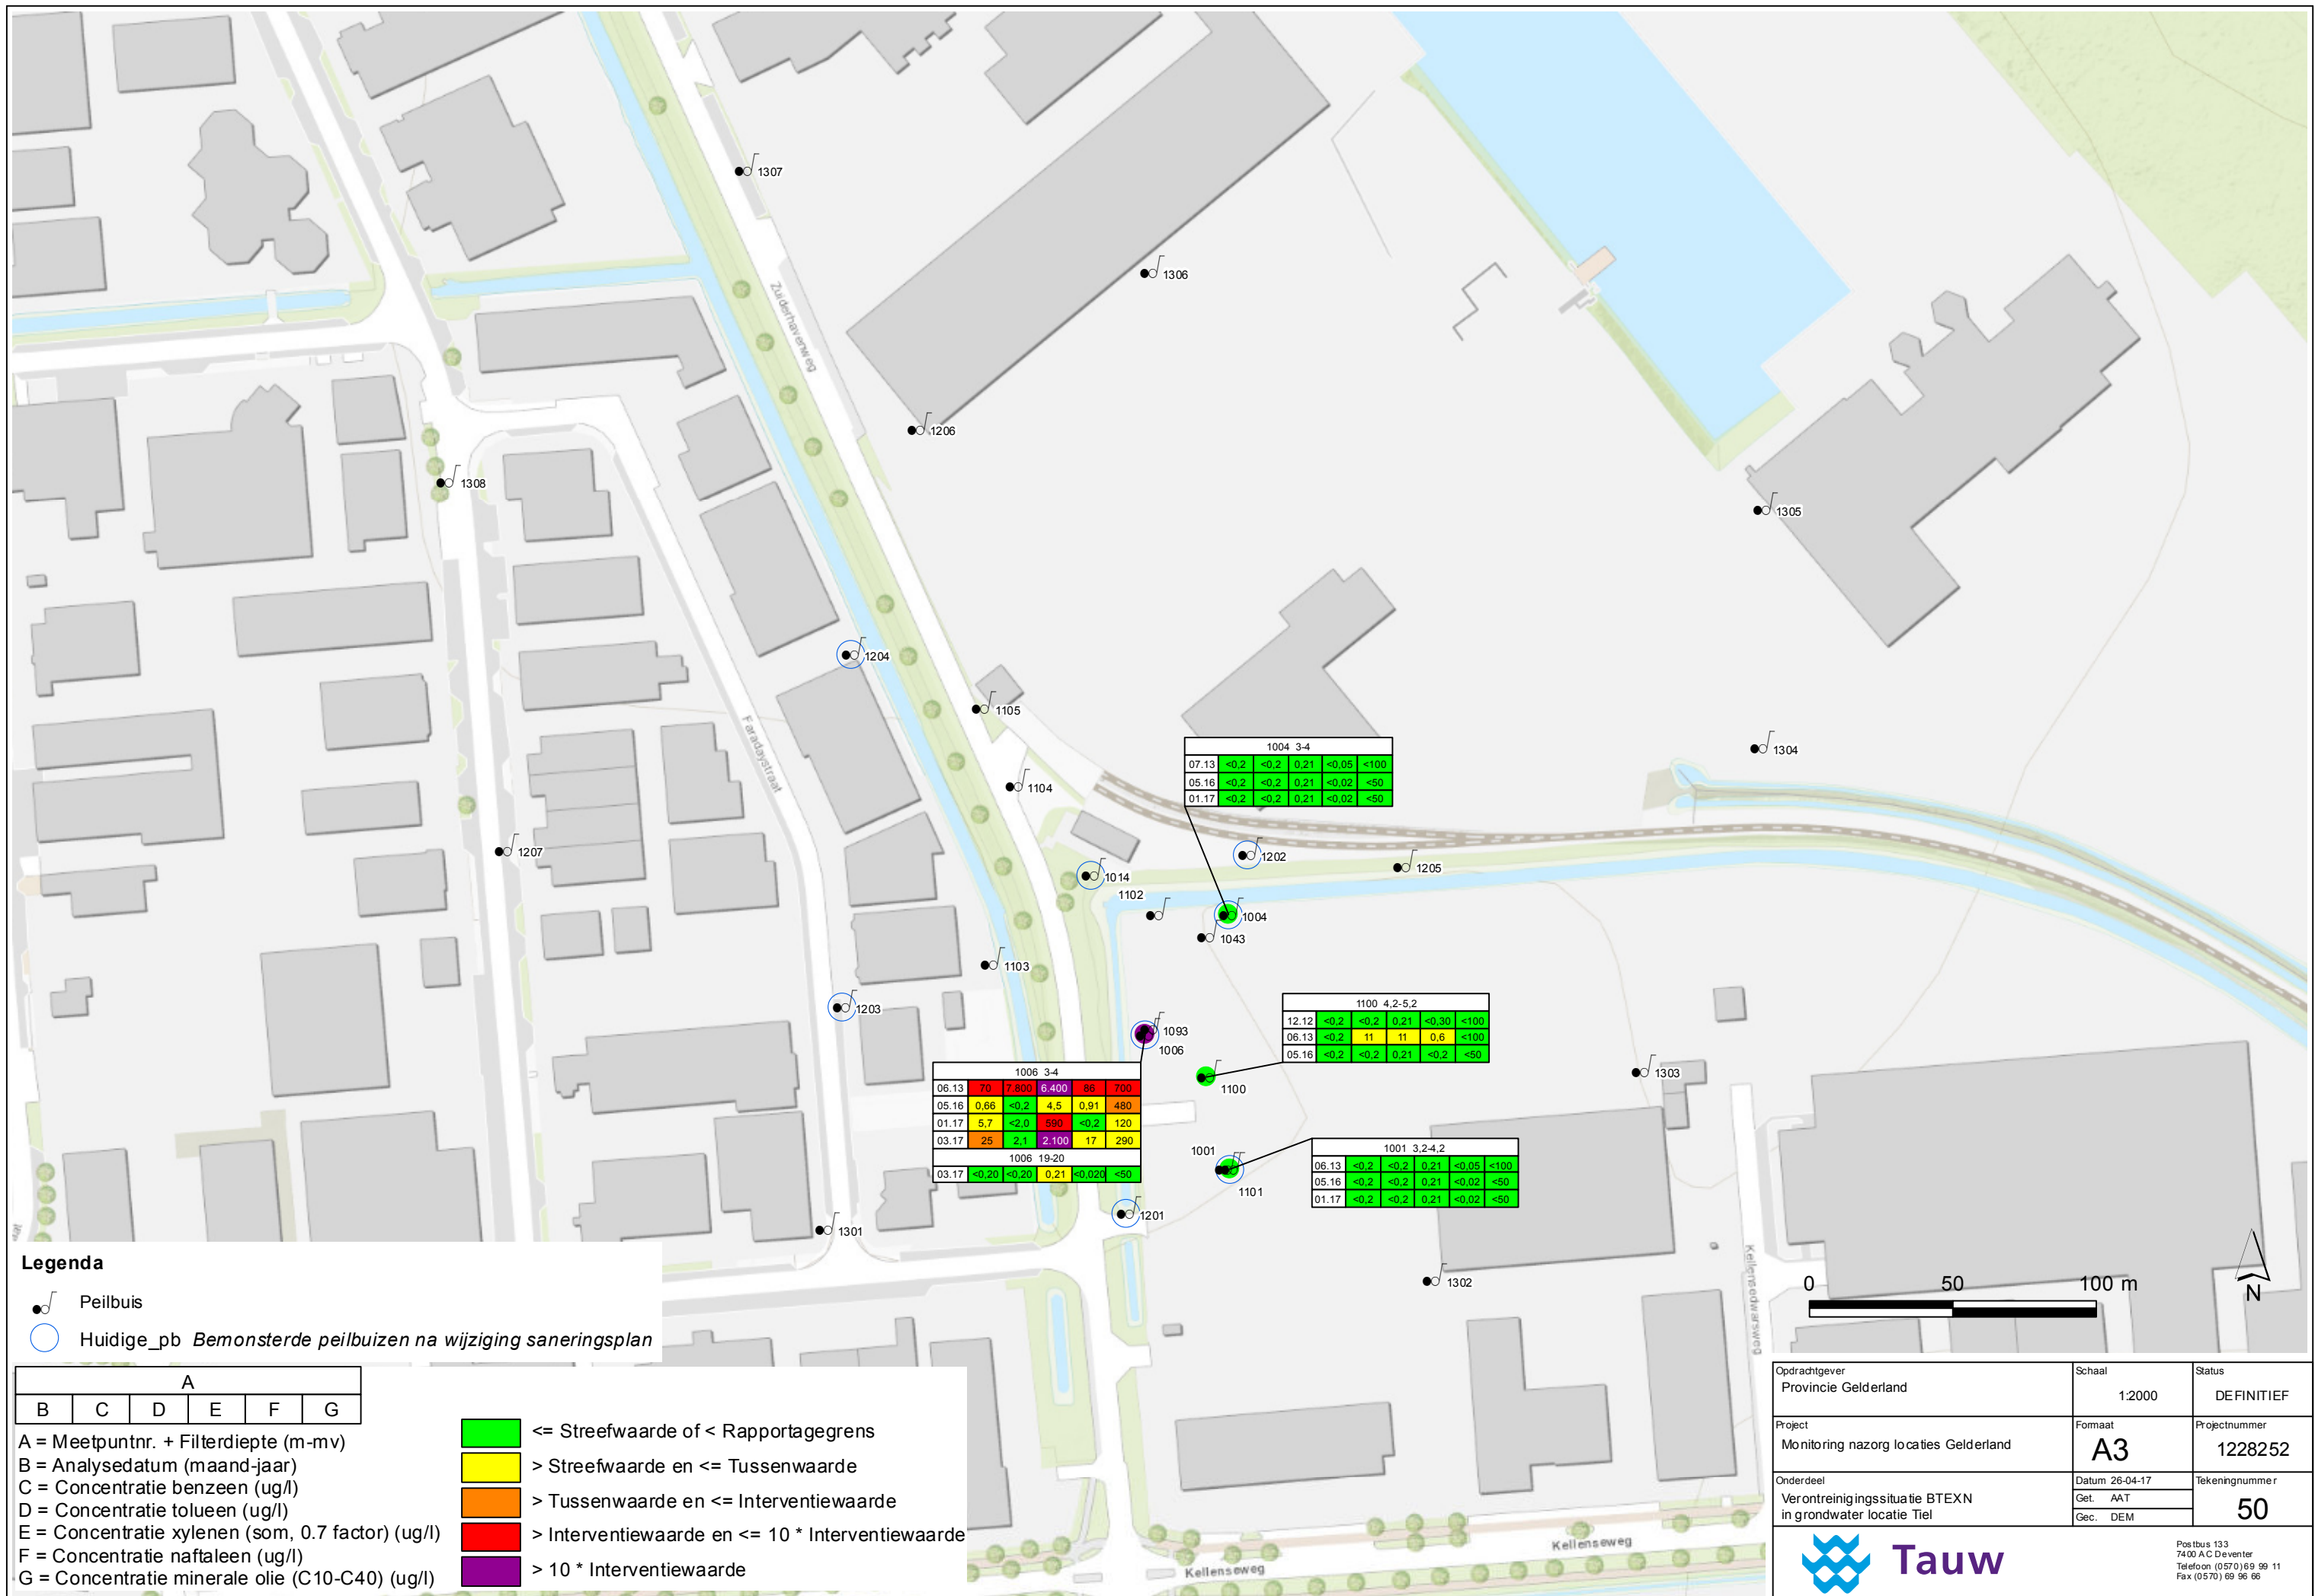 1307
1306
Zuiderhavenweg
1206
1308
1305
1204
1105
Faradaystraat
1304
1104
1004 3-4
07.13 <0,2 <0,2 0,21 <0,05 <100
05.16 <0,2 <0,2 0,21 <0,02 <50
01.17 <0,2 <0,2 0,21 <0,02 <50
1207
1202
1205
1014
1102
1004
1043
1103
1203
1093
1006
1100 4,2-5,2
12.12 <0,2 <0,2 0,21 <0,30 <100
06.13 <0,2 11 11 0,6 <100
05.16 <0,2 <0,2 0,21 <0,2 <50
1303
1100
1006 3-4
06.13 70 7.800 6.400 86 700
05.16 0,66 <0,2 4,5 0,91 480
01.17 5,7 <2,0 590 <0,2 120
03.17 25 2,1 2.100 17 290
1006 19-20
03.17 <0,20 <0,20 0,21 <0,020 <50
1001
1101
1001 3,2-4,2
06.13 <0,2 <0,2 0,21 <0,05 <100
05.16 <0,2 <0,2 0,21 <0,02 <50
01.17 <0,2 <0,2 0,21 <0,02 <50
1201
1301
1302
Kellensedwarsweg
0 50 100 m
N
Legenda
Peilbuis
Huidige_pb Bemonsterde peilbuizen na wijziging saneringsplan
A
B C D E F G
A = Meetpuntnr. + Filterdiepte (m-mv)
B = Analysedatum (maand-jaar)
C = Concentratie benzeen (ug/l)
D = Concentratie tolueen (ug/l)
E = Concentratie xylenen (som, 0.7 factor) (ug/l)
F = Concentratie naftaleen (ug/l)
G = Concentratie minerale olie (C10-C40) (ug/l)
<= Streefwaarde of < Rapportagegrens
> Streefwaarde en <= Tussenwaarde
> Tussenwaarde en <= Interventiewaarde
> Interventiewaarde en <= 10 * Interventiewaarde
> 10 * Interventiewaarde
Kellenseweg
Kellenseweg
Opdrachtgever
Provincie Gelderland
Schaal
1:2000
Status
DEFINITIEF
Project
Monitoring nazorg locaties Gelderland
Formaat
A3
Projectnummer
1228252
Onderdeel
Verontreinigingssituatie BTEXN
in grondwater locatie Tiel
Datum 26-04-17
Get. AAT
Gec. DEM
Tekeningnummer
50
Tauw
Postbus 133
7400 AC Deventer
Telefoon (0570) 69 99 11
Fax (0570) 69 96 66